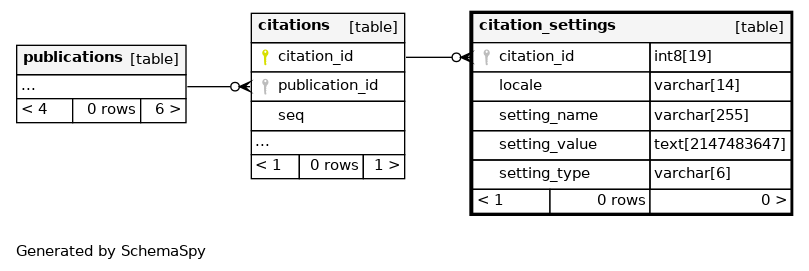 publications [table]
...
< 4 0 rows 6 >
citations [table]
citation_id
publication_id
seq
...
< 1 0 rows 1 >
citation_settings [table]
citation_id int8[19]
locale varchar[14]
setting_name varchar[255]
setting_value text[2147483647]
setting_type varchar[6]
< 1 0 rows 0 >
Generated by SchemaSpy